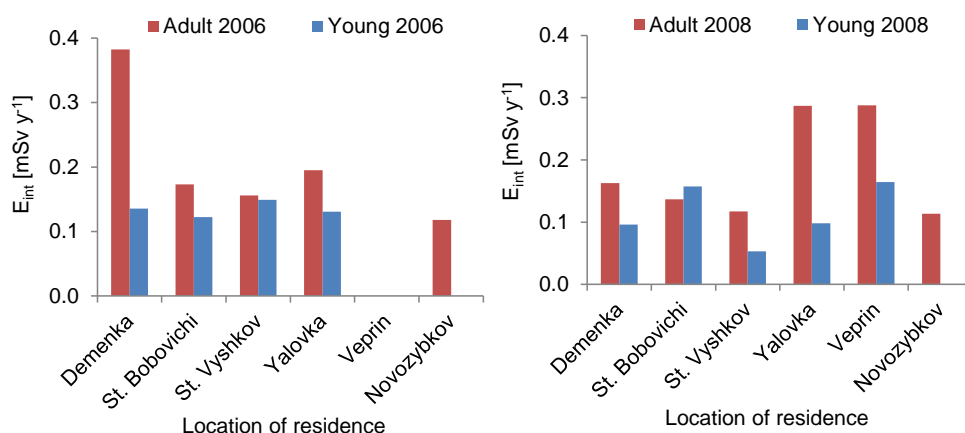 Adult 2006
Young 2006
E_int [mSv y⁻¹]
0.4
0.3
0.2
0.1
0.0
Demenka
St. Bobovichi
St. Vyshkov
Yalovka
Veprin
Novozybkov
Location of residence
Adult 2008
Young 2008
E_int [mSv y⁻¹]
0.4
0.3
0.2
0.1
0.0
Demenka
St. Bobovichi
St. Vyshkov
Yalovka
Veprin
Novozybkov
Location of residence